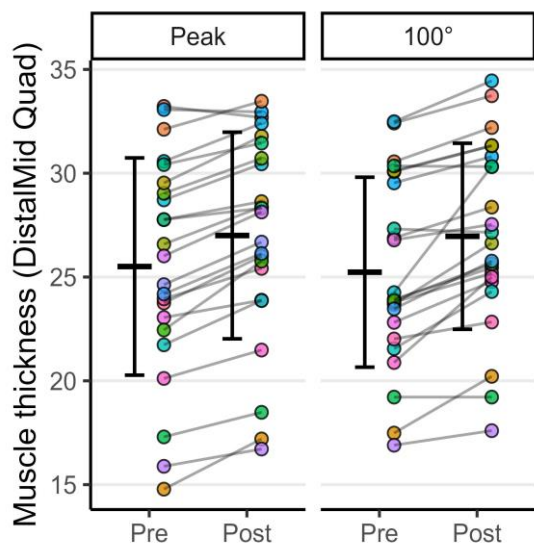 Peak
100°
Muscle thickness (DistalMid Quad)
35
30
25
20
15
Pre
Post
Pre
Post